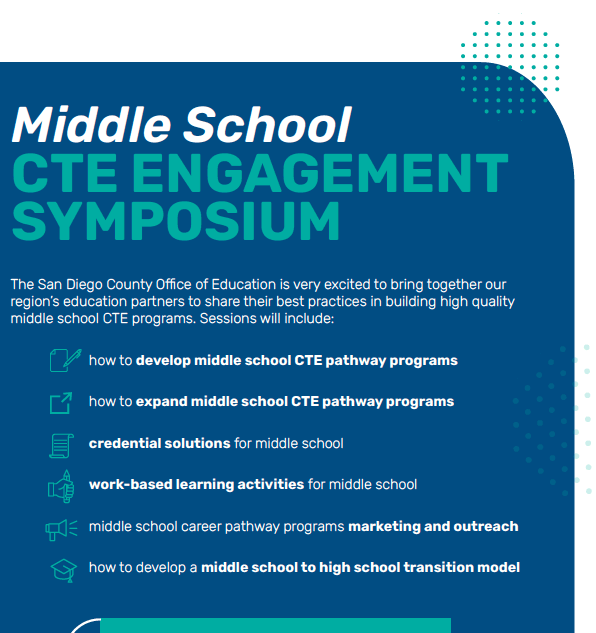 Middle School
CTE ENGAGEMENT
SYMPOSIUM
The San Diego County Office of Education is very excited to bring together our
region's education partners to share their best practices in building high quality
middle school CTE programs. Sessions will include:
how to develop middle school CTE pathway programs
how to expand middle school CTE pathway programs
credential solutions for middle school
work-based learning activities for middle school
middle school career pathway programs marketing and outreach
how to develop a middle school to high school transition model